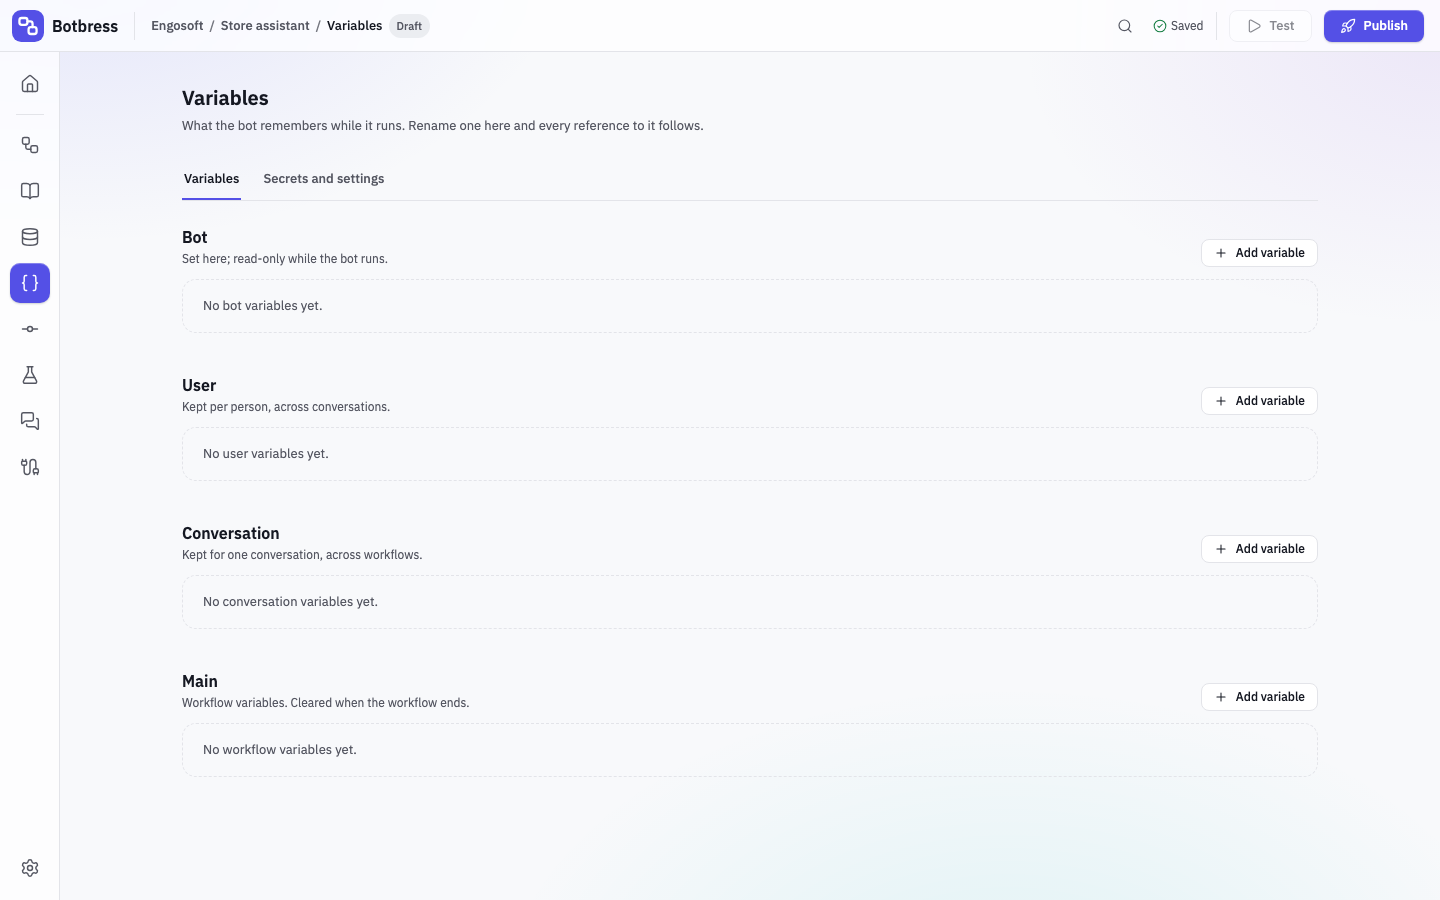 Botbress
Engosoft / Store assistant / Variables Draft
Saved
Test
Publish
Variables
What the bot remembers while it runs. Rename one here and every reference to it follows.
Variables Secrets and settings
Bot
Set here; read-only while the bot runs.
Add variable
No bot variables yet.
User
Kept per person, across conversations.
Add variable
No user variables yet.
Conversation
Kept for one conversation, across workflows.
Add variable
No conversation variables yet.
Main
Workflow variables. Cleared when the workflow ends.
Add variable
No workflow variables yet.